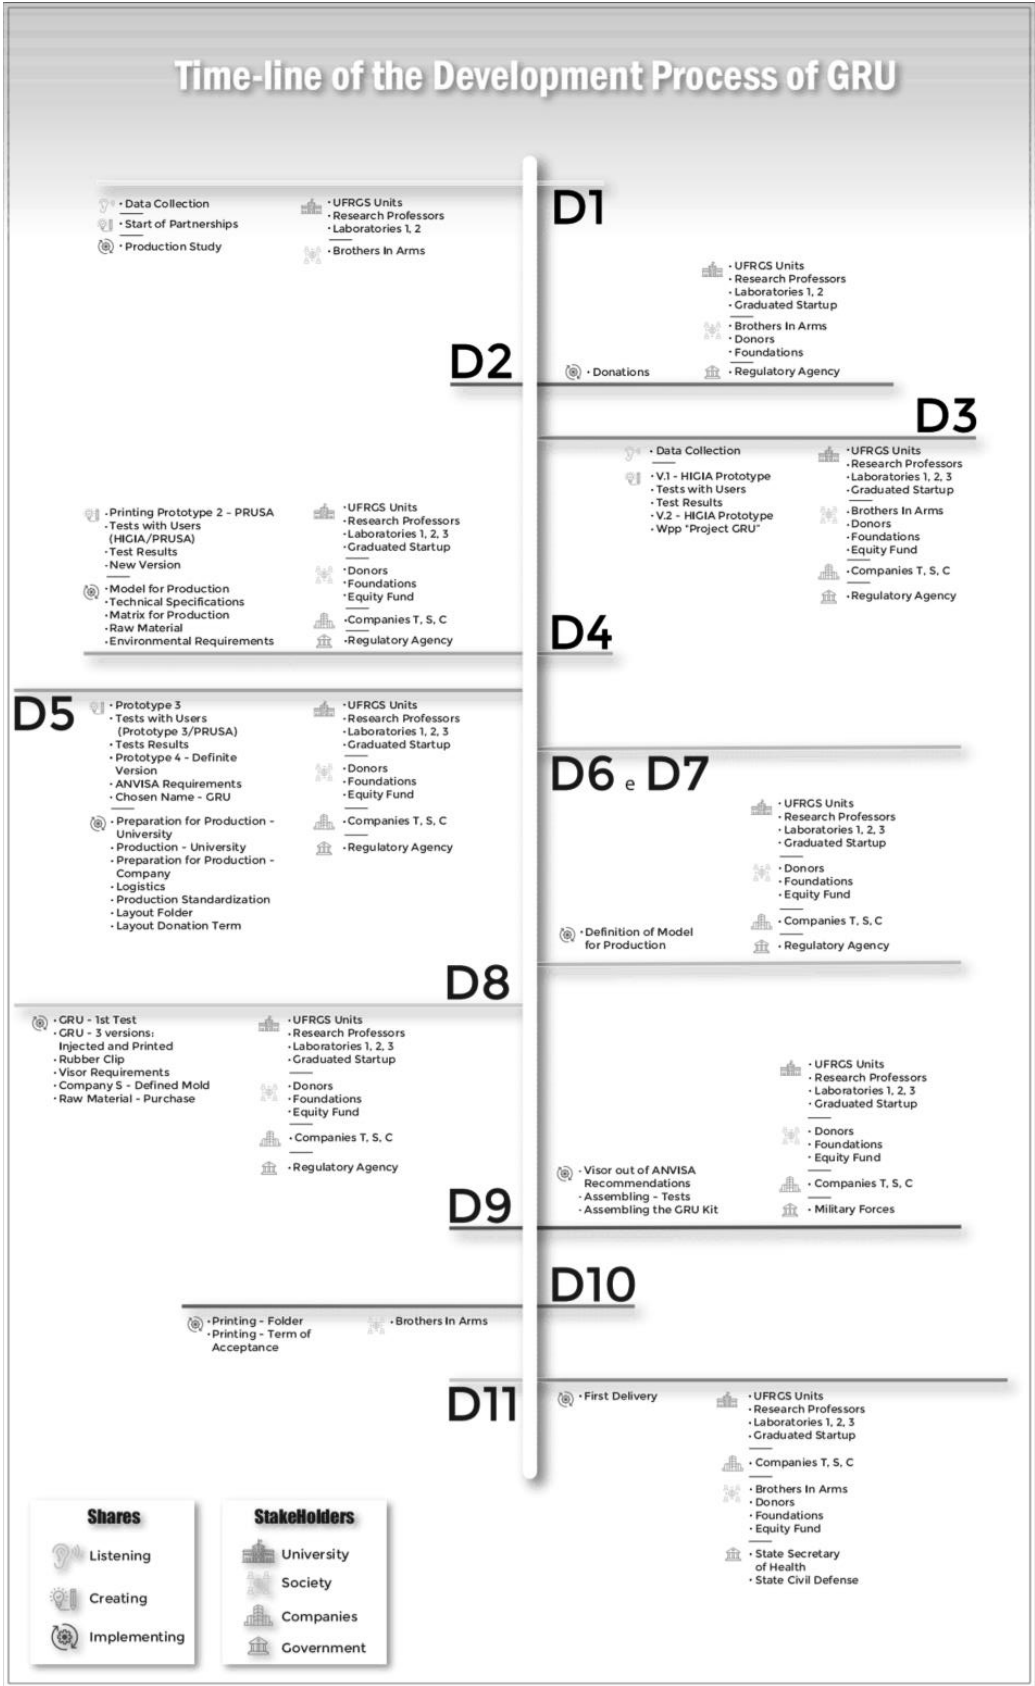 Time-line of the Development Process of GRU
D1
· Data Collection
· Start of Partnerships
· Production Study
· UFRGS Units
· Research Professors
· Laboratories 1, 2
· Brothers In Arms
D2
· Donations
· UFRGS Units
· Research Professors
· Laboratories 1, 2
· Graduated Startup
· Brothers In Arms
· Donors
· Foundations
· Regulatory Agency
D3
· Data Collection
· V.1 - HIGIA Prototype
· Tests with Users
· Test Results
· V.2 - HIGIA Prototype
· Wpp "Project GRU"
· UFRGS Units
· Research Professors
· Laboratories 1, 2, 3
· Graduated Startup
· Brothers In Arms
· Donors
· Foundations
· Equity Fund
· Companies T, S, C
· Regulatory Agency
D4
· Printing Prototype 2 - PRUSA
· Tests with Users
(HIGIA/PRUSA)
· Test Results
· New Version
· Model for Production
· Technical Specifications
· Matrix for Production
· Raw Material
· Environmental Requirements
· UFRGS Units
· Research Professors
· Laboratories 1, 2, 3
· Graduated Startup
· Donors
· Foundations
· Equity Fund
· Companies T, S, C
· Regulatory Agency
D5
· Prototype 3
· Tests with Users
(Prototype 3/PRUSA)
· Tests Results
· Prototype 4 - Definite
Version
· ANVISA Requirements
· Chosen Name - GRU
· Preparation for Production -
University
· Production - University
· Preparation for Production -
Company
· Logistics
· Production Standardization
· Layout Folder
· Layout Donation Term
· UFRGS Units
· Research Professors
· Laboratories 1, 2, 3
· Graduated Startup
· Donors
· Foundations
· Equity Fund
· Companies T, S, C
· Regulatory Agency
D6 e D7
· Definition of Model
for Production
· UFRGS Units
· Research Professors
· Laboratories 1, 2, 3
· Graduated Startup
· Donors
· Foundations
· Equity Fund
· Companies T, S, C
· Regulatory Agency
D8
· GRU - 1st Test
· GRU - 3 versions:
Injected and Printed
· Rubber Clip
· Visor Requirements
· Company S - Defined Mold
· Raw Material - Purchase
· UFRGS Units
· Research Professors
· Laboratories 1, 2, 3
· Graduated Startup
· Donors
· Foundations
· Equity Fund
· Companies T, S, C
· Regulatory Agency
D9
· Visor out of ANVISA
Recommendations
· Assembling - Tests
· Assembling the GRU Kit
· UFRGS Units
· Research Professors
· Laboratories 1, 2, 3
· Graduated Startup
· Donors
· Foundations
· Equity Fund
· Companies T, S, C
· Military Forces
D10
· Printing - Folder
· Printing - Term of
Acceptance
· Brothers In Arms
D11
· First Delivery
· UFRGS Units
· Research Professors
· Laboratories 1, 2, 3
· Graduated Startup
· Companies T, S, C
· Brothers In Arms
· Donors
· Foundations
· Equity Fund
· State Secretary
of Health
· State Civil Defense
Shares
Listening
Creating
Implementing
StakeHolders
University
Society
Companies
Government